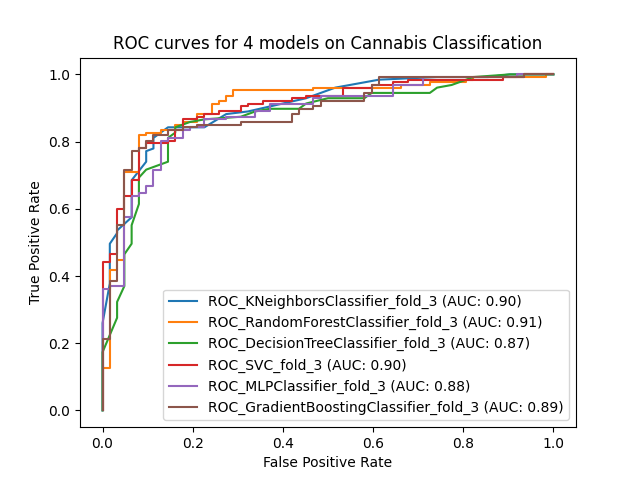 ROC curves for 4 models on Cannabis Classification
True Positive Rate
1.0
0.8
0.6
0.4
0.2
0.0
ROC_KNeighborsClassifier_fold_3 (AUC: 0.90)
ROC_RandomForestClassifier_fold_3 (AUC: 0.91)
ROC_DecisionTreeClassifier_fold_3 (AUC: 0.87)
ROC_SVC_fold_3 (AUC: 0.90)
ROC_MLPClassifier_fold_3 (AUC: 0.88)
ROC_GradientBoostingClassifier_fold_3 (AUC: 0.89)
0.0 0.2 0.4 0.6 0.8 1.0
False Positive Rate